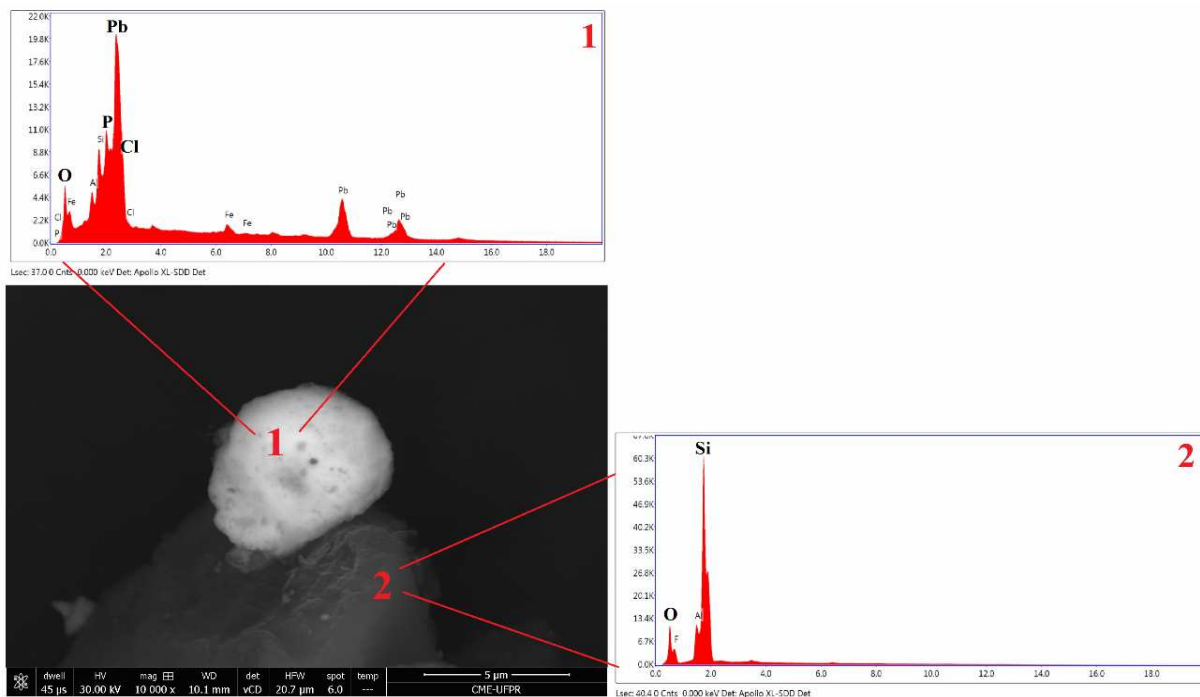 22.0K
19.8K
17.6K
15.4K
13.2K
11.0K
8.8K
6.6K
4.4K
2.2K
0.0K
Pb
1
P
Si
Cl
O
Al
Fe
Cl
P
Cl
Fe
Fe
Pb
Pb
Pb
Pb
Pb
0.0 2.0 4.0 6.0 8.0 10.0 12.0 14.0 16.0 18.0
Lsec: 37.0 0 Cnts 0.000 keV Det: Apollo XL-SDD Det
1
2
dwell HV mag WD det HFW spot temp 5 µm
45 µs 30.00 kV 10 000 x 10.1 mm vCD 20.7 µm 6.0 --- CME-UFPR
60.3K
53.6K
46.9K
40.2K
33.5K
26.8K
20.1K
13.4K
6.7K
0.0K
Si
2
O
F
Al
0.0 2.0 4.0 6.0 8.0 10.0 12.0 14.0 16.0 18.0
Lsec: 40.4 0 Cnts 0.000 keV Det: Apollo XL-SDD Det